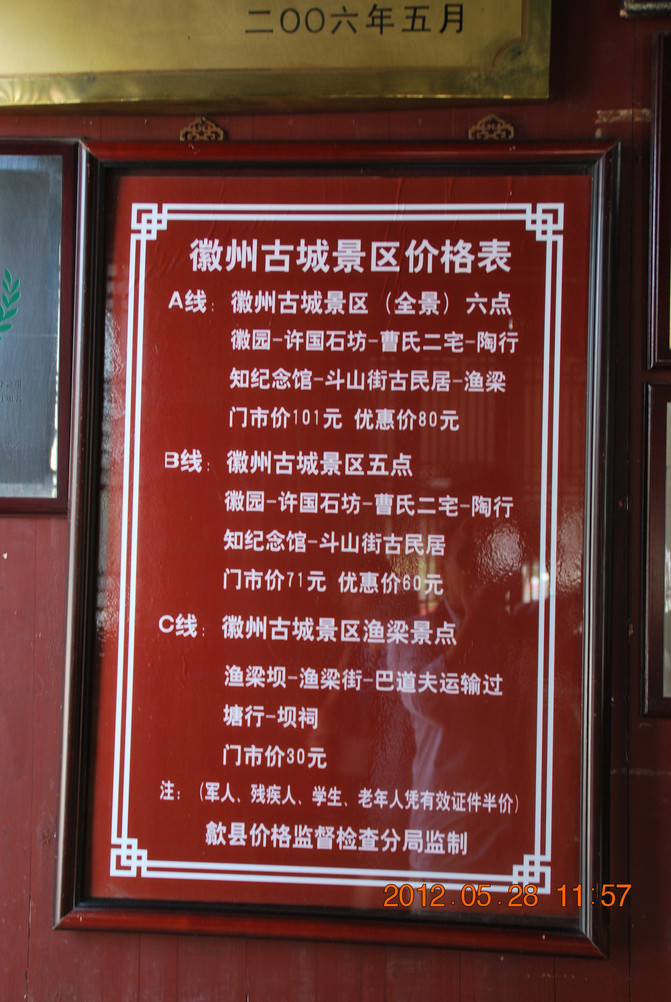 二〇〇六年五月
徽州古城景区价格表
A线：徽州古城景区（全景）六点
徽园-许国石坊-曹氏二宅-陶行
知纪念馆-斗山街古民居-渔梁
门市价101元 优惠价80元
B线：徽州古城景区五点
徽园-许国石坊-曹氏二宅-陶行
知纪念馆-斗山街古民居
门市价71元 优惠价60元
C线：徽州古城景区渔梁景点
渔梁坝-渔梁街-巴道夫运输过
塘行-坝祠
门市价30元
注：（军人、残疾人、学生、老年人凭有效证件半价）
歙县价格监督检查分局监制
2012.05.28 11:57